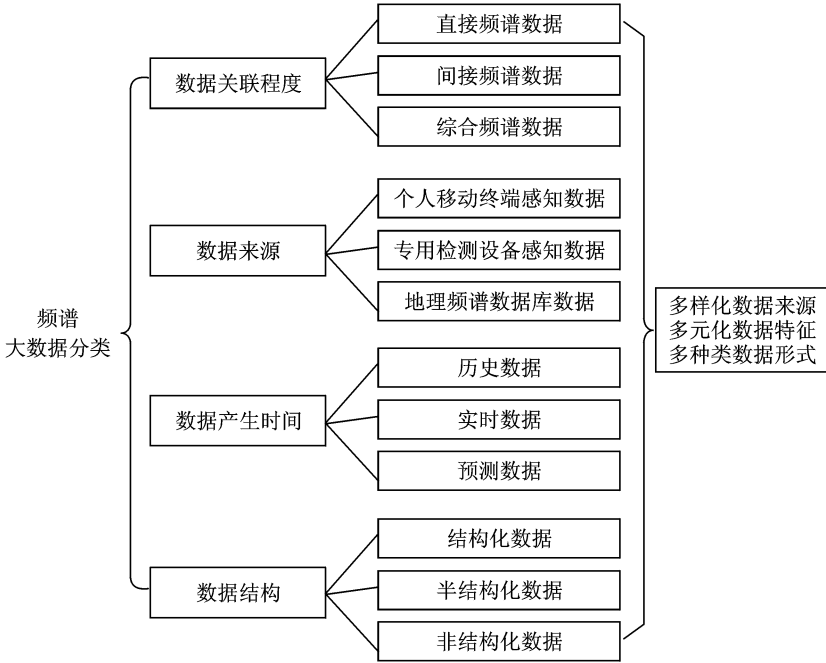 频谱
大数据分类
数据关联程度
直接频谱数据
间接频谱数据
综合频谱数据
数据来源
个人移动终端感知数据
专用检测设备感知数据
地理频谱数据库数据
数据产生时间
历史数据
实时数据
预测数据
数据结构
结构化数据
半结构化数据
非结构化数据
多样化数据来源
多元化数据特征
多种类数据形式